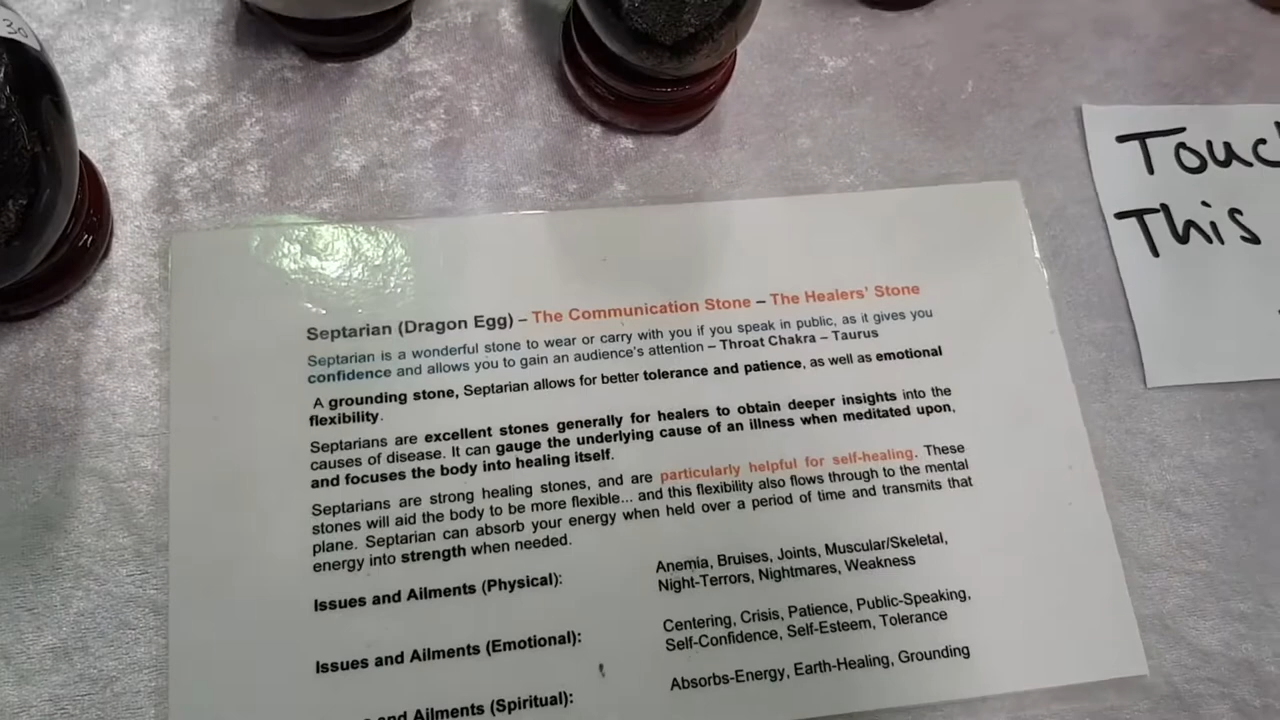 30
Touc
This
Septarian (Dragon Egg) – The Communication Stone – The Healers' Stone
Septarian is a wonderful stone to wear or carry with you if you speak in public, as it gives you
confidence and allows you to gain an audience's attention – Throat Chakra – Taurus
A grounding stone, Septarian allows for better tolerance and patience, as well as emotional
flexibility.
Septarians are excellent stones generally for healers to obtain deeper insights into the
causes of disease. It can gauge the underlying cause of an illness when meditated upon,
and focuses the body into healing itself.
Septarians are strong healing stones, and are particularly helpful for self-healing. These
stones will aid the body to be more flexible... and this flexibility also flows through to the mental
plane. Septarian can absorb your energy when held over a period of time and transmits that
energy into strength when needed.
Issues and Ailments (Physical): Anemia, Bruises, Joints, Muscular/Skeletal,
Night-Terrors, Nightmares, Weakness
Issues and Ailments (Emotional): Centering, Crisis, Patience, Public-Speaking,
Self-Confidence, Self-Esteem, Tolerance
and Ailments (Spiritual): Absorbs-Energy, Earth-Healing, Grounding